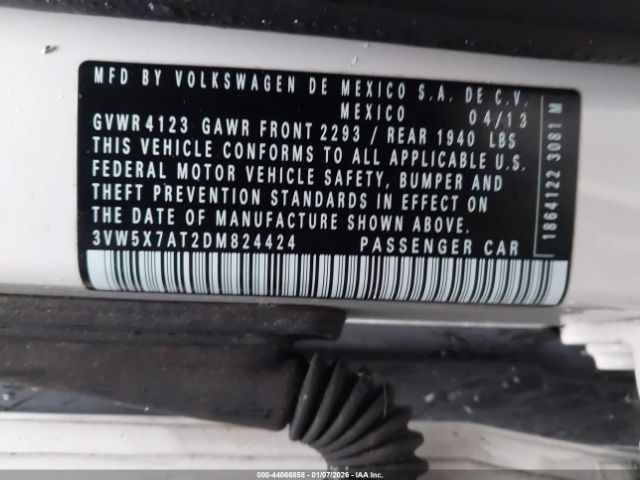 MFD BY VOLKSWAGEN DE MEXICO S.A. DE C.V.
MEXICO 04/13
GVWR 4123 GAWR FRONT 2293 / REAR 1940 LBS
THIS VEHICLE CONFORMS TO ALL APPLICABLE U.S.
FEDERAL MOTOR VEHICLE SAFETY, BUMPER AND
THEFT PREVENTION STANDARDS IN EFFECT ON
THE DATE OF MANUFACTURE SHOWN ABOVE.
3VW5X7AT2DM824424 PASSENGER CAR
1864122 3081 M
000-44066858 - 01/07/2026 - IAA Inc.